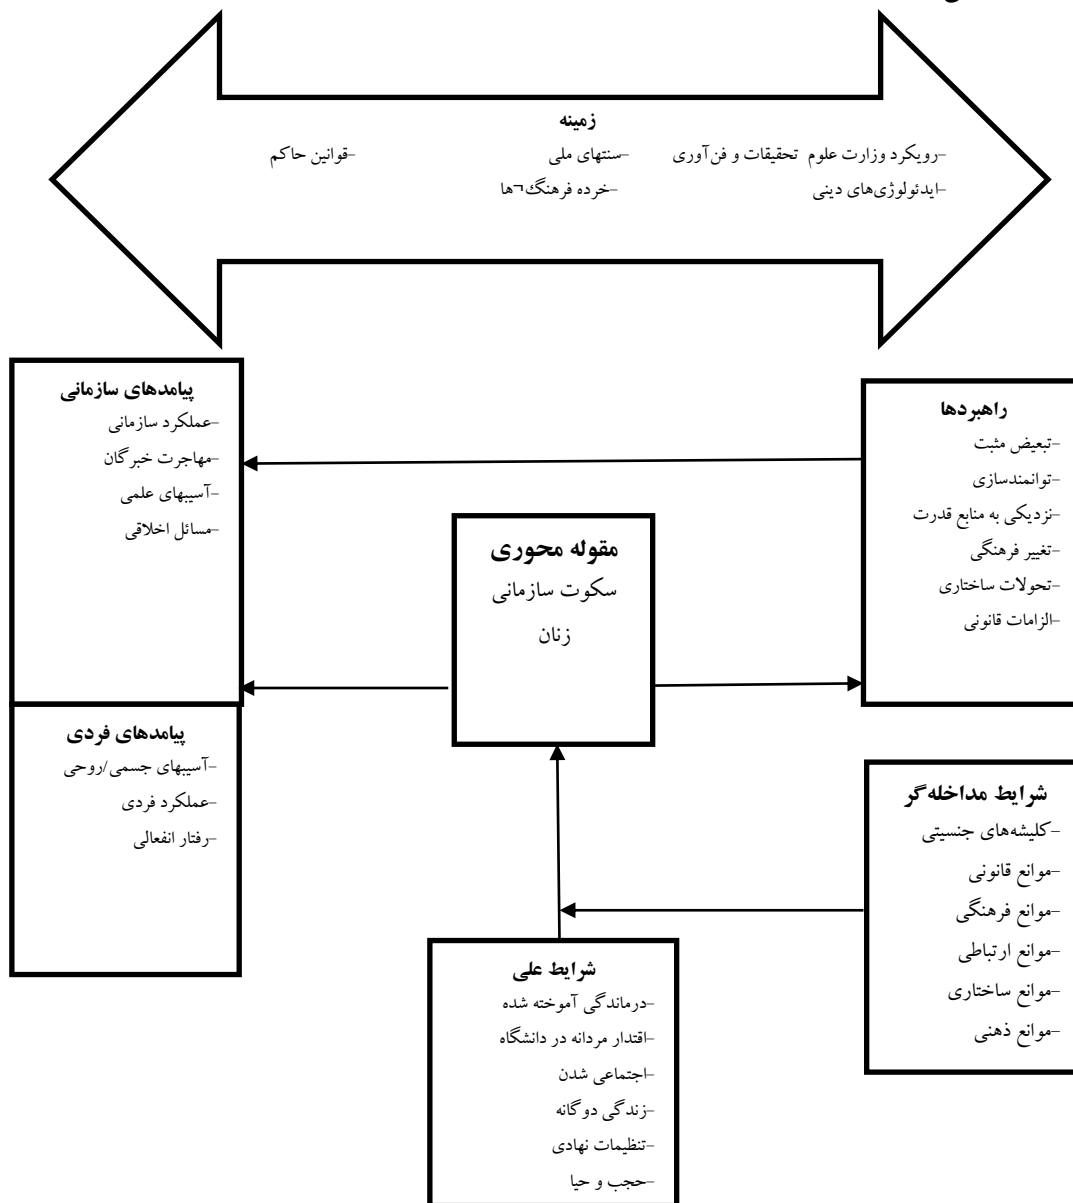 زمینه
-رویکرد وزارت علوم تحقیقات و فن‌آوری -سنتهای ملی -قوانین حاکم
-ایدئولوژی‌های دینی -خرده فرهنگ¬ها
راهبردها
-تبعیض مثبت
-توانمندسازی
-نزدیکی به منابع قدرت
-تغییر فرهنگی
-تحولات ساختاری
-الزامات قانونی
پیامدهای سازمانی
-عملکرد سازمانی
-مهاجرت خبرگان
-آسیبهای علمی
-مسائل اخلاقی
مقوله محوری
سکوت سازمانی
زنان
پیامدهای فردی
-آسیبهای جسمی/روحی
-عملکرد فردی
-رفتار انفعالی
شرایط مداخله‌گر
-کلیشه‌های جنسیتی
-موانع قانونی
-موانع فرهنگی
-موانع ارتباطی
-موانع ساختاری
-موانع ذهنی
شرایط علی
-درماندگی آموخته شده
-اقتدار مردانه در دانشگاه
-اجتماعی شدن
-زندگی دوگانه
-تنظیمات نهادی
-حجب و حیا